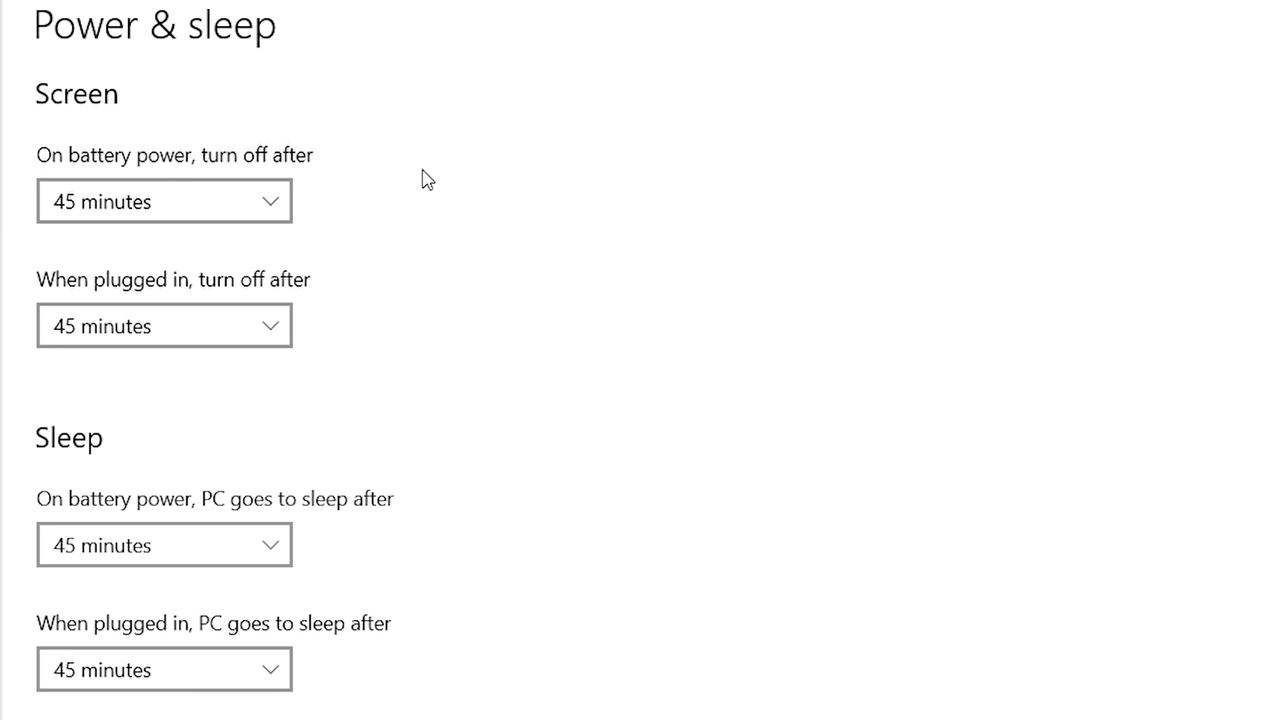 Power & sleep
Screen
On battery power, turn off after
45 minutes
When plugged in, turn off after
45 minutes
Sleep
On battery power, PC goes to sleep after
45 minutes
When plugged in, PC goes to sleep after
45 minutes